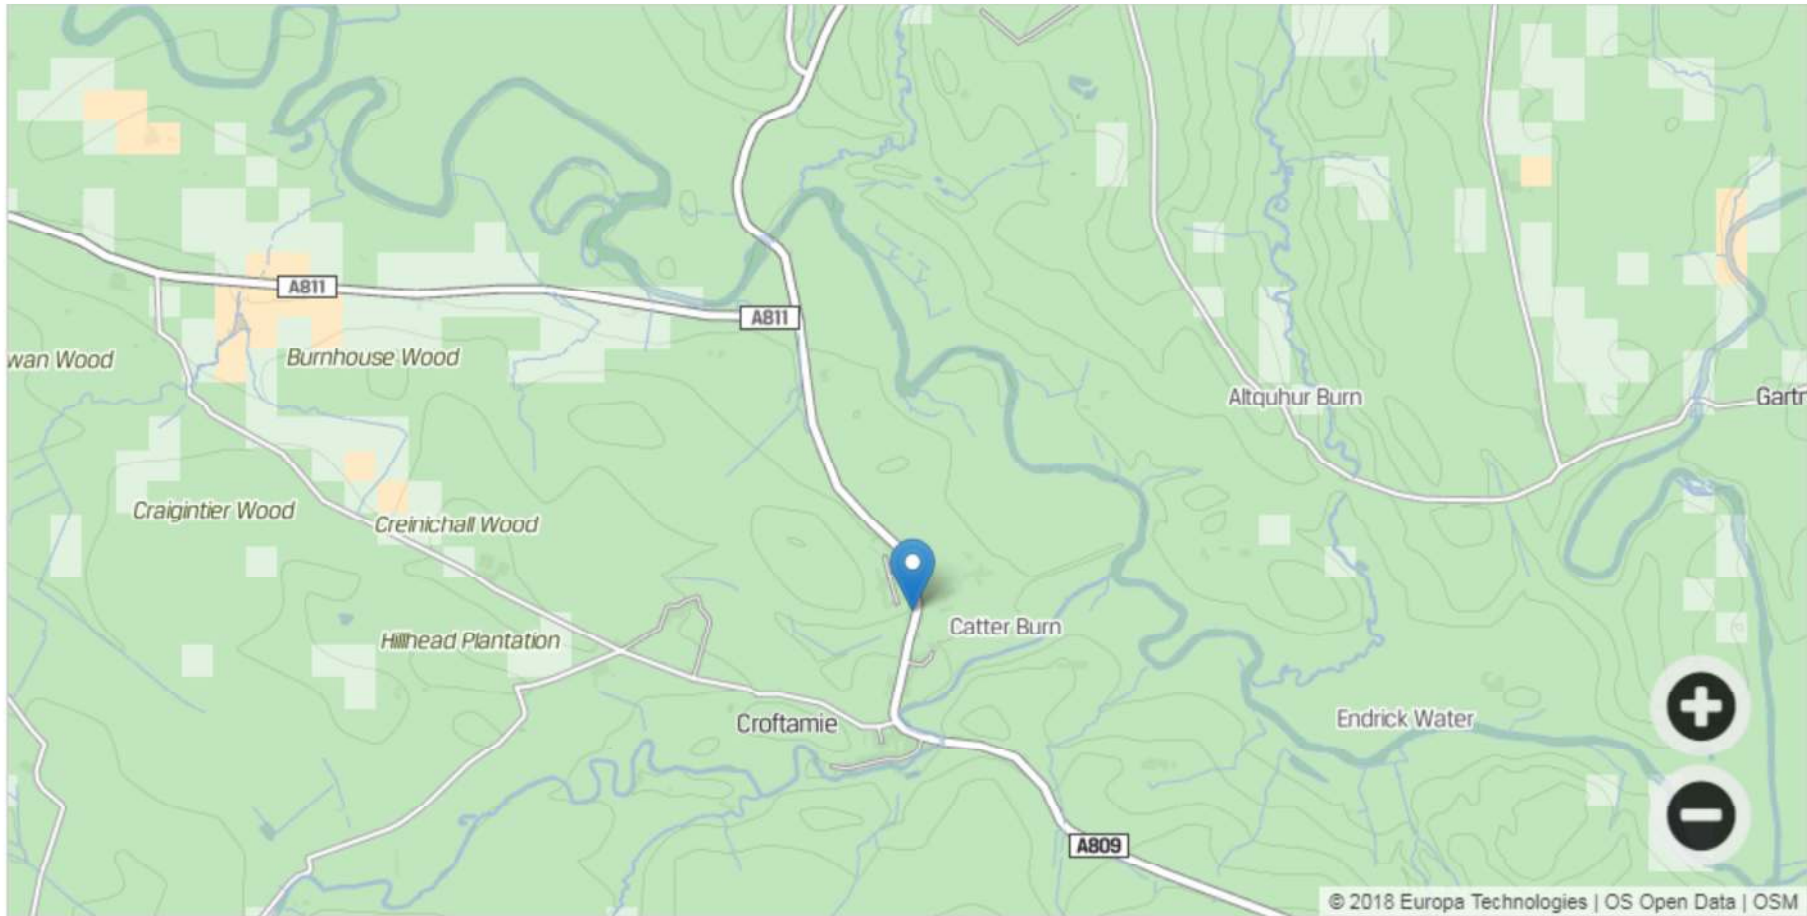 A811
A811
wan Wood
Burnhouse Wood
Altquhur Burn
Gartn
Craigintier Wood
Creinichall Wood
Catter Burn
Hillhead Plantation
Croftamie
Endrick Water
A809
© 2018 Europa Technologies | OS Open Data | OSM